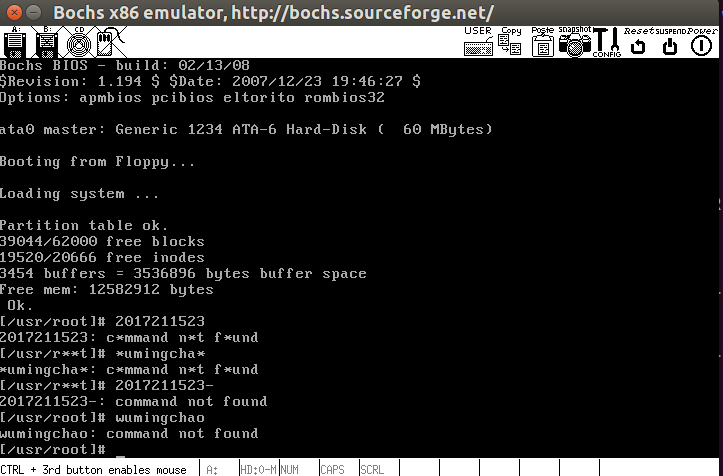 Bochs x86 emulator, http://bochs.sourceforge.net/
A: B: CD USER Copy Paste snapshot CONFIG Reset SUSPEND Power
Bochs BIOS - build: 02/13/08
$Revision: 1.194 $ $Date: 2007/12/23 19:46:27 $
Options: apmbios pcibios eltorito rombios32
ata0 master: Generic 1234 ATA-6 Hard-Disk (  60 MBytes)
Booting from Floppy...
Loading system ...
Partition table ok.
39044/62000 free blocks
19520/20666 free inodes
3454 buffers = 3536896 bytes buffer space
Free mem: 12582912 bytes
 Ok.
[/usr/root]# 2017211523
2017211523: c*mmand n*t f*und
[/usr/r**t]# *umingcha*
*umingcha*: c*mmand n*t f*und
[/usr/r**t]# 2017211523-
2017211523-: command not found
[/usr/root]# wumingchao
wumingchao: command not found
[/usr/root]# _
CTRL + 3rd button enables mouse A: HD:0-M NUM CAPS SCRL